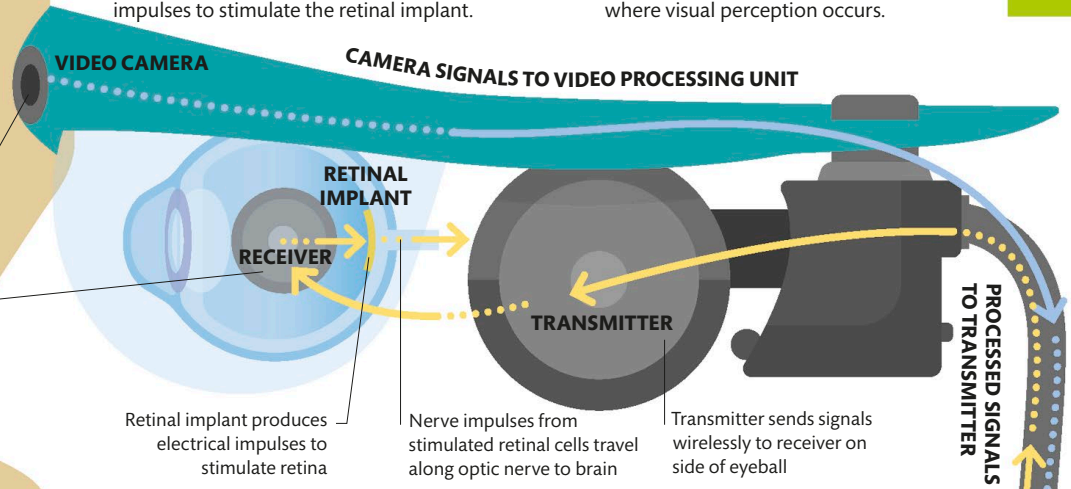 impulses to stimulate the retinal implant.
where visual perception occurs.
VIDEO CAMERA
CAMERA SIGNALS TO VIDEO PROCESSING UNIT
RETINAL
IMPLANT
RECEIVER
TRANSMITTER
PROCESSED SIGNALS
TO TRANSMITTER
Retinal implant produces
electrical impulses to
stimulate retina
Nerve impulses from
stimulated retinal cells travel
along optic nerve to brain
Transmitter sends signals
wirelessly to receiver on
side of eyeball